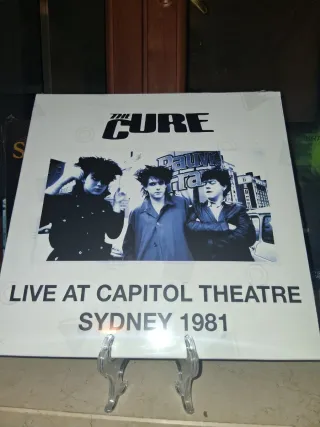 THE CURE
LIVE AT CAPITOL THEATRE
SYDNEY 1981